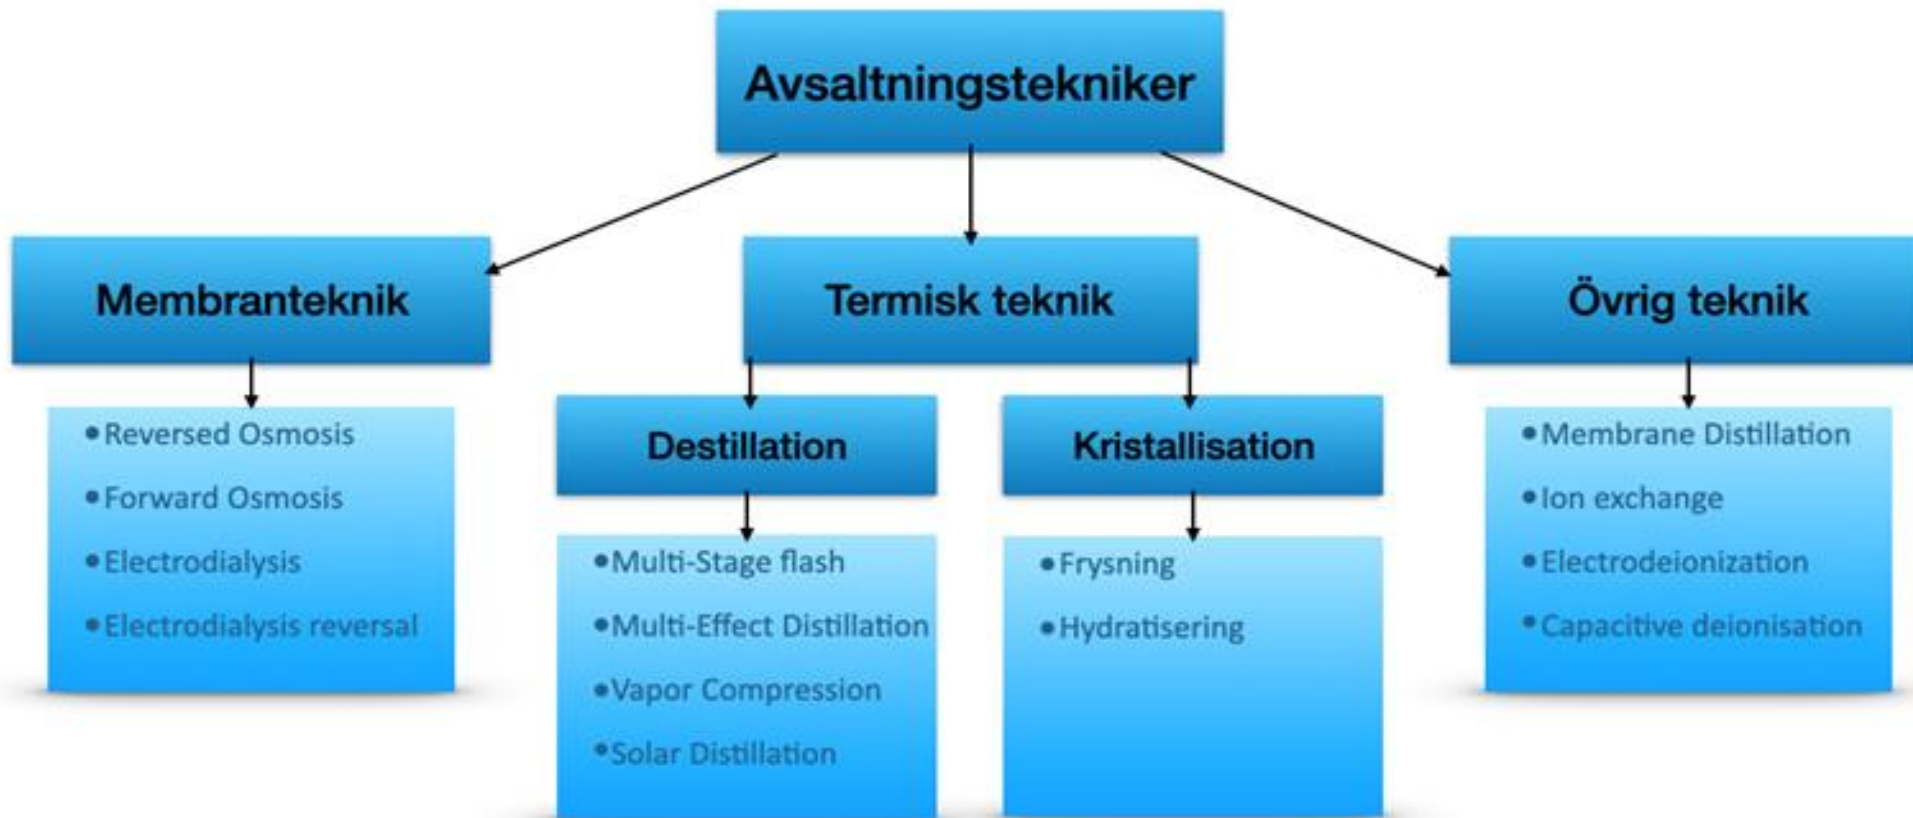 Avsaltningstekniker
Membranteknik
Termisk teknik
Övrig teknik
Destillation
Kristallisation
•Reversed Osmosis
•Forward Osmosis
•Electrodialysis
•Electrodialysis reversal
•Multi-Stage flash
•Multi-Effect Distillation
•Vapor Compression
•Solar Distillation
•Frysning
•Hydratisering
•Membrane Distillation
•Ion exchange
•Electrodeionization
•Capacitive deionisation